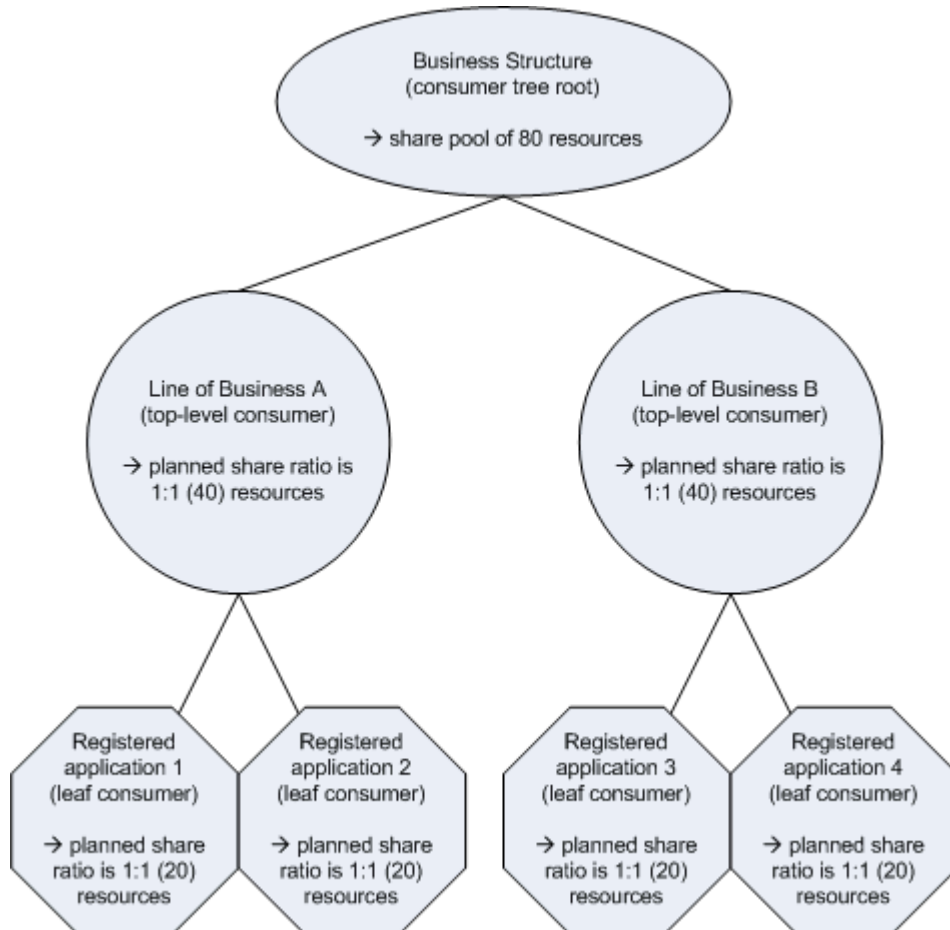 Business Structure
(consumer tree root)
→ share pool of 80 resources
Line of Business A
(top-level consumer)
→ planned share ratio is
1:1 (40) resources
Line of Business B
(top-level consumer)
→ planned share ratio is
1:1 (40) resources
Registered
application 1
(leaf consumer)
→ planned share
ratio is 1:1 (20)
resources
Registered
application 2
(leaf consumer)
→ planned share
ratio is 1:1 (20)
resources
Registered
application 3
(leaf consumer)
→ planned share
ratio is 1:1 (20)
resources
Registered
application 4
(leaf consumer)
→ planned share
ratio is 1:1 (20)
resources